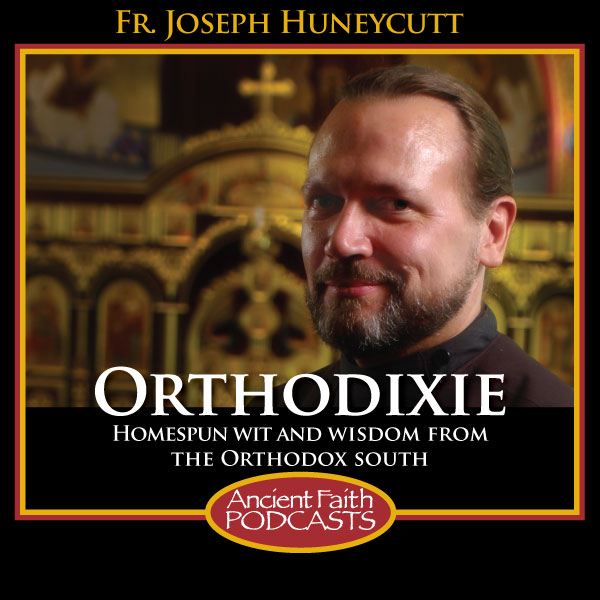 Fr. Joseph Huneycutt
Orthodixie
Homespun wit and wisdom from
the Orthodox south
Ancient Faith
PODCASTS